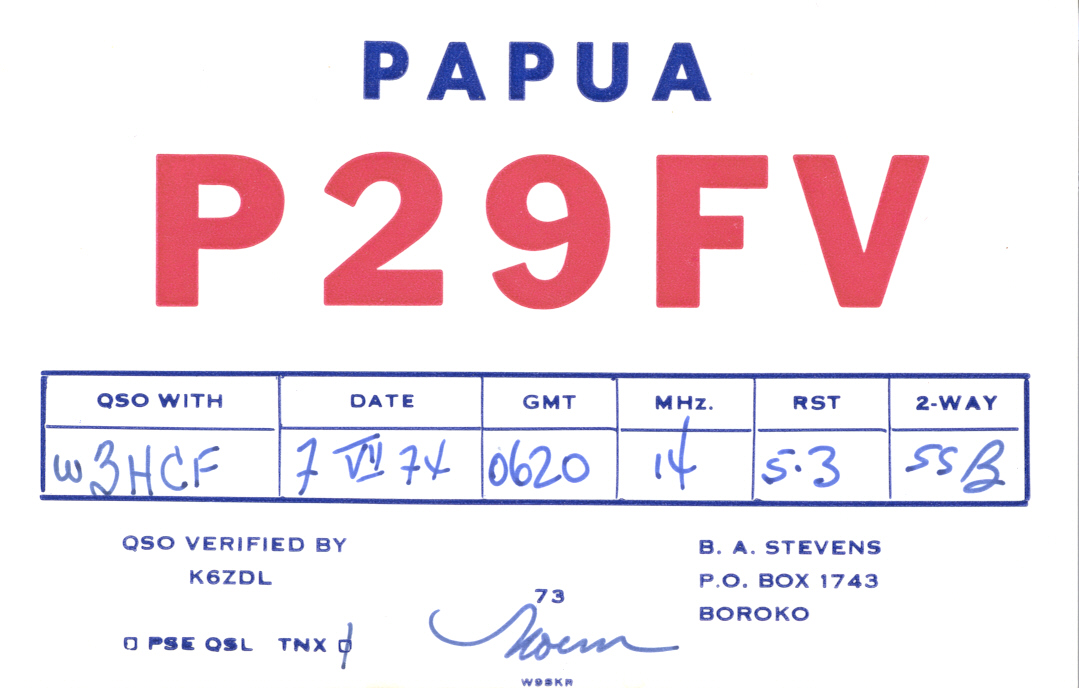 PAPUA
P29FV
QSO WITH DATE GMT MHz. RST 2-WAY
W3HCF 7 VII 74 0620 14 5.3 SSB
QSO VERIFIED BY
K6ZDL
B. A. STEVENS
P.O. BOX 1743
BOROKO
PSE QSL TNX
73